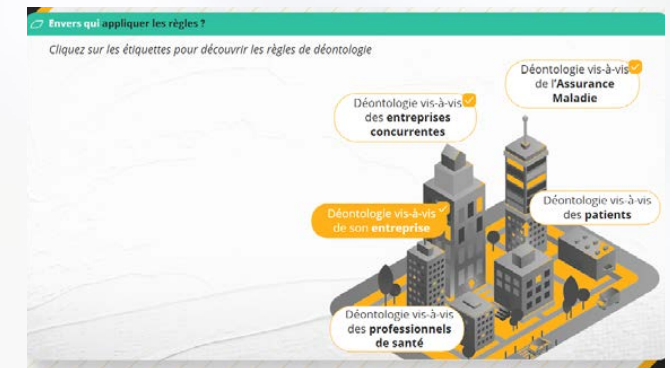 Envers qui appliquer les règles ?
Cliquez sur les étiquettes pour découvrir les règles de déontologie
Déontologie vis-à-vis
de l'Assurance
Maladie
Déontologie vis-à-vis
des entreprises
concurrentes
Déontologie vis-à-vis
des patients
Déontologie vis-à-vis
de son entreprise
Déontologie vis-à-vis
des professionnels
de santé